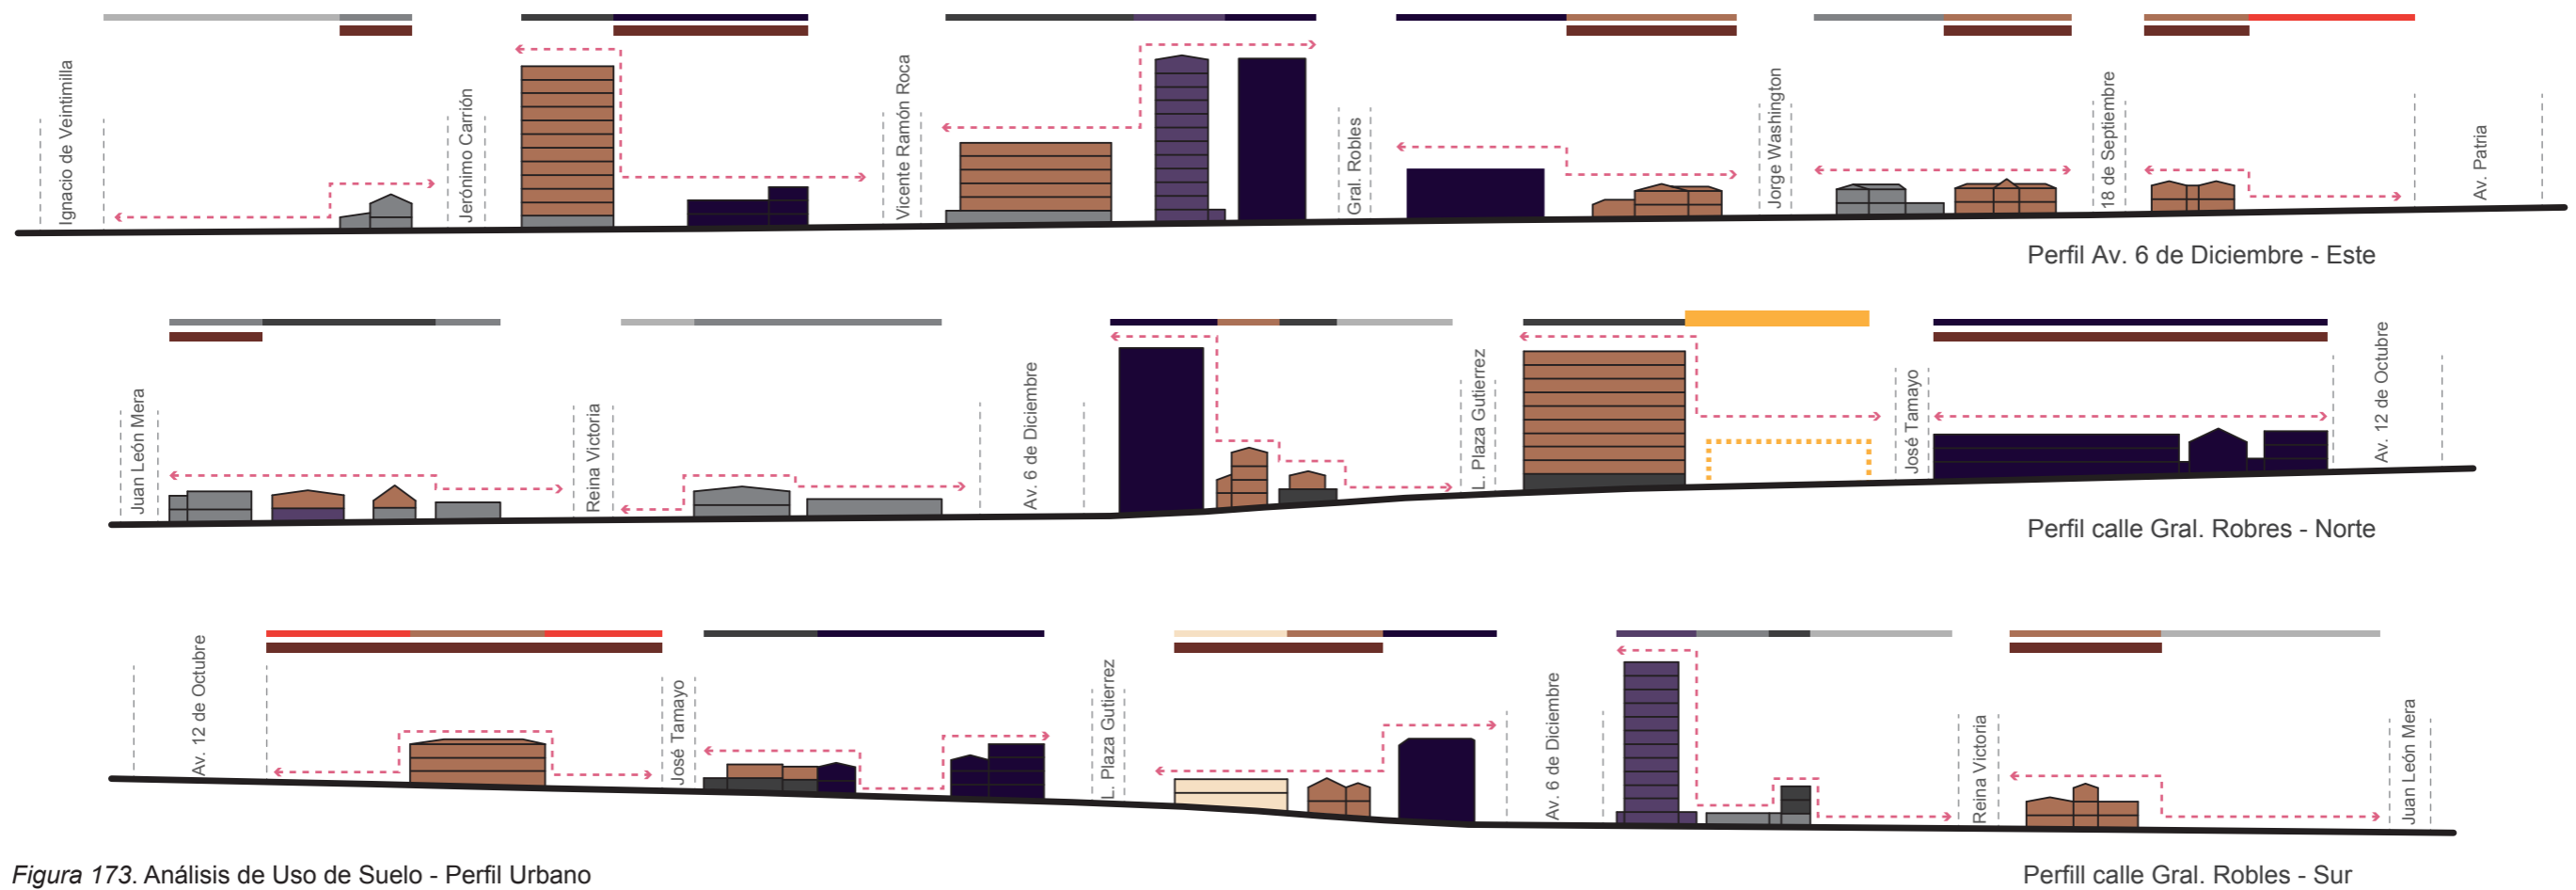 Ignacio de Veintimilla
Jerónimo Carrión
Vicente Ramón Roca
Gral. Robles
Jorge Washington
18 de Septiembre
Av. Patria
Perfil Av. 6 de Diciembre - Este
Juan León Mera
Reina Victoria
Av. 6 de Diciembre
L. Plaza Gutierrez
José Tamayo
Av. 12 de Octubre
Perfil calle Gral. Robres - Norte
Av. 12 de Octubre
José Tamayo
L. Plaza Gutierrez
Av. 6 de Diciembre
Reina Victoria
Juan León Mera
Figura 173. Análisis de Uso de Suelo - Perfil Urbano
Perfill calle Gral. Robles - Sur